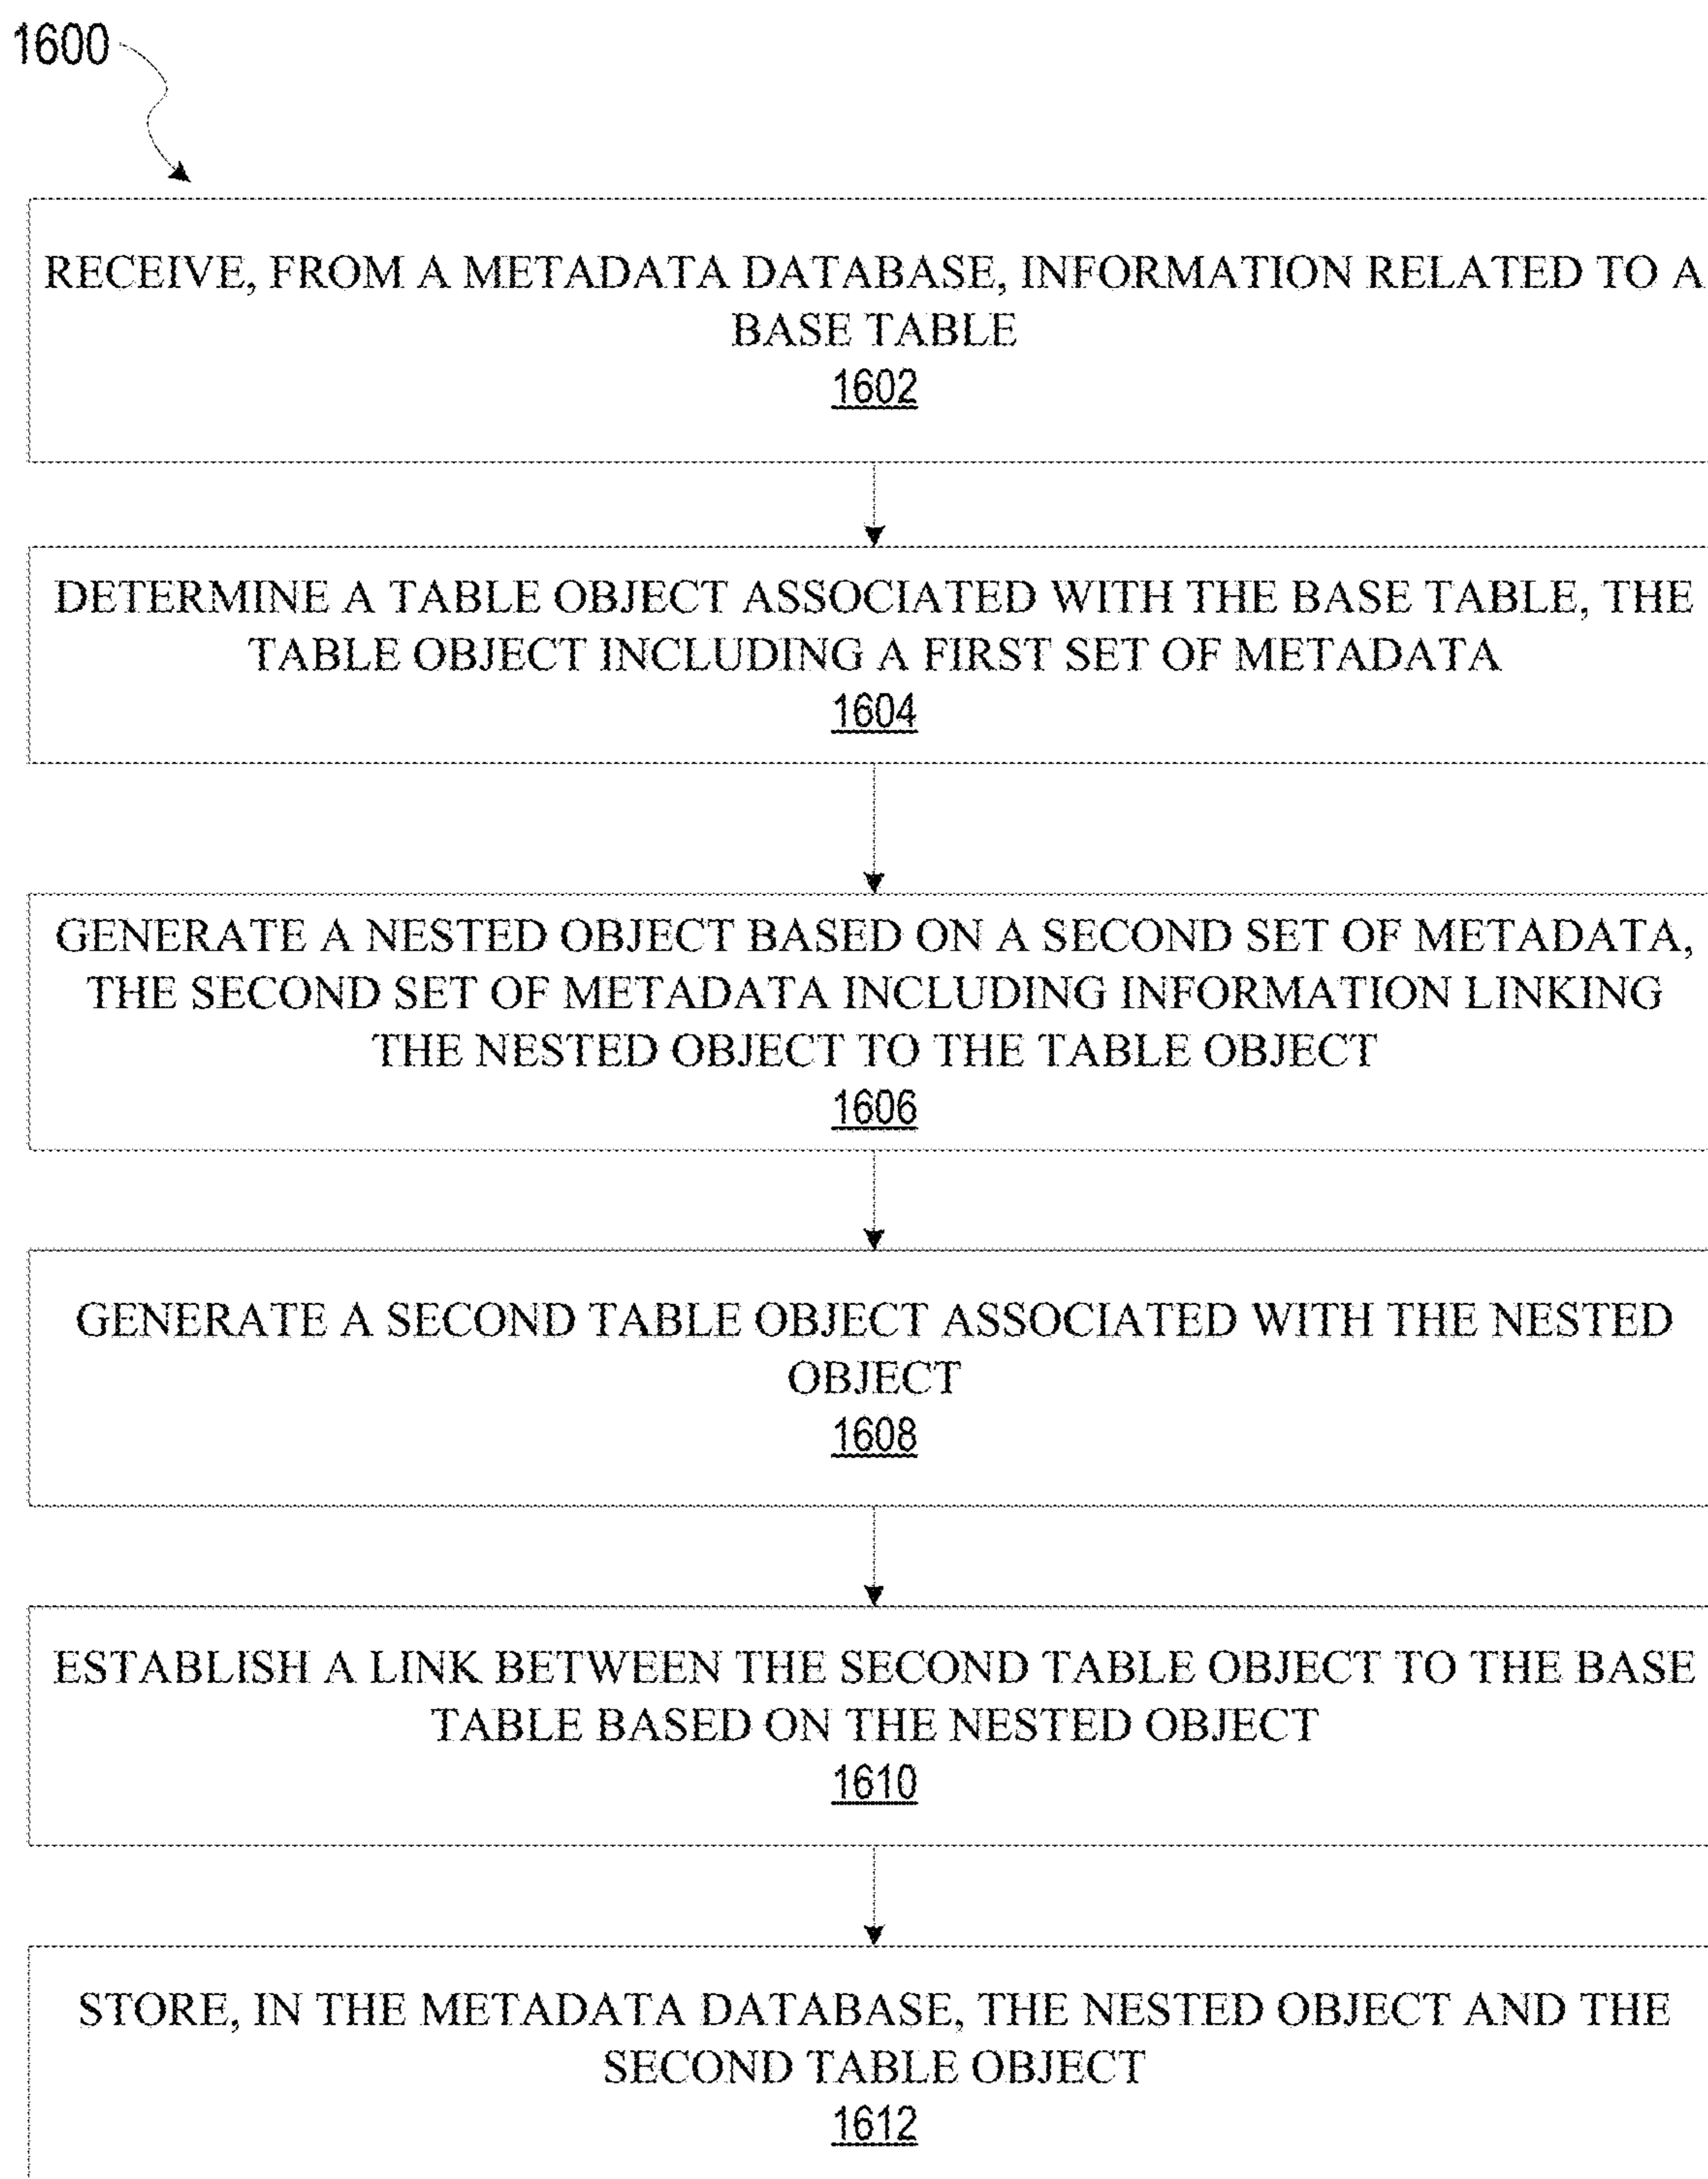 1600
RECEIVE, FROM A METADATA DATABASE, INFORMATION RELATED TO A
BASE TABLE
1602
DETERMINE A TABLE OBJECT ASSOCIATED WITH THE BASE TABLE, THE
TABLE OBJECT INCLUDING A FIRST SET OF METADATA
1604
GENERATE A NESTED OBJECT BASED ON A SECOND SET OF METADATA,
THE SECOND SET OF METADATA INCLUDING INFORMATION LINKING
THE NESTED OBJECT TO THE TABLE OBJECT
1606
GENERATE A SECOND TABLE OBJECT ASSOCIATED WITH THE NESTED
OBJECT
1608
ESTABLISH A LINK BETWEEN THE SECOND TABLE OBJECT TO THE BASE
TABLE BASED ON THE NESTED OBJECT
1610
STORE, IN THE METADATA DATABASE, THE NESTED OBJECT AND THE
SECOND TABLE OBJECT
1612